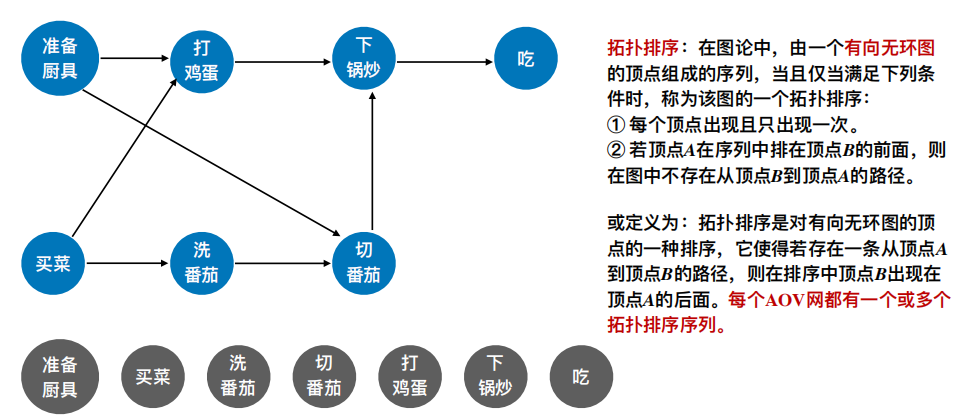 准备
厨具
打
鸡蛋
下
锅炒
吃
买菜
洗
番茄
切
番茄
拓扑排序：在图论中，由一个有向无环图
的顶点组成的序列，当且仅当满足下列条
件时，称为该图的一个拓扑排序：
① 每个顶点出现且只出现一次。
② 若顶点A在序列中排在顶点B的前面，则
在图中不存在从顶点B到顶点A的路径。
或定义为：拓扑排序是对有向无环图的顶
点的一种排序，它使得若存在一条从顶点A
到顶点B的路径，则在排序中顶点B出现在
顶点A的后面。每个AOV网都有一个或多个
拓扑排序序列。
准备
厨具
买菜
洗
番茄
切
番茄
打
鸡蛋
下
锅炒
吃